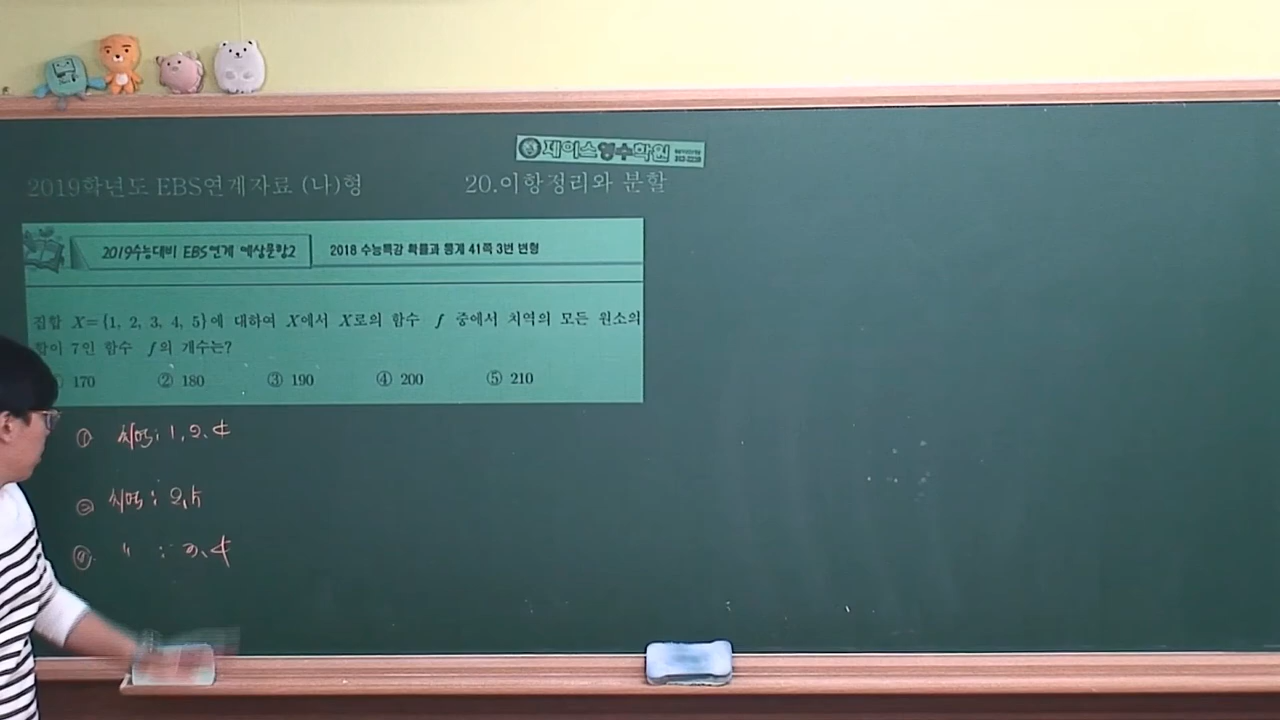 제이스영수학원
2019학년도 EBS연계자료 (나)형 20.이항정리와 분할
2019수능대비 EBS연계 예상문항2 2018 수능특강 확률과 통계 41쪽 3번 변형
집합 X={1, 2, 3, 4, 5}에 대하여 X에서 X로의 함수 f 중에서 치역의 모든 원소의
합이 7인 함수 f의 개수는?
170 ② 180 ③ 190 ④ 200 ⑤ 210
① 치역: 1, 2, 4
② 치역: 2, 5
③ " : 3, 4